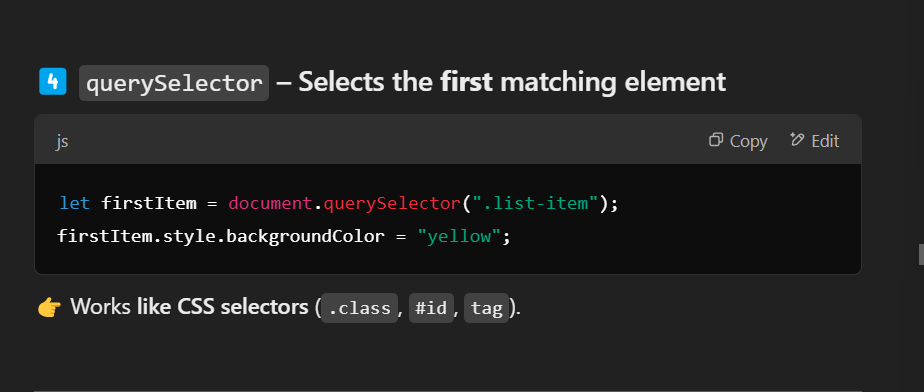 4 querySelector – Selects the first matching element
js Copy Edit
let firstItem = document.querySelector(".list-item");
firstItem.style.backgroundColor = "yellow";
👉 Works like CSS selectors (.class, #id, tag).